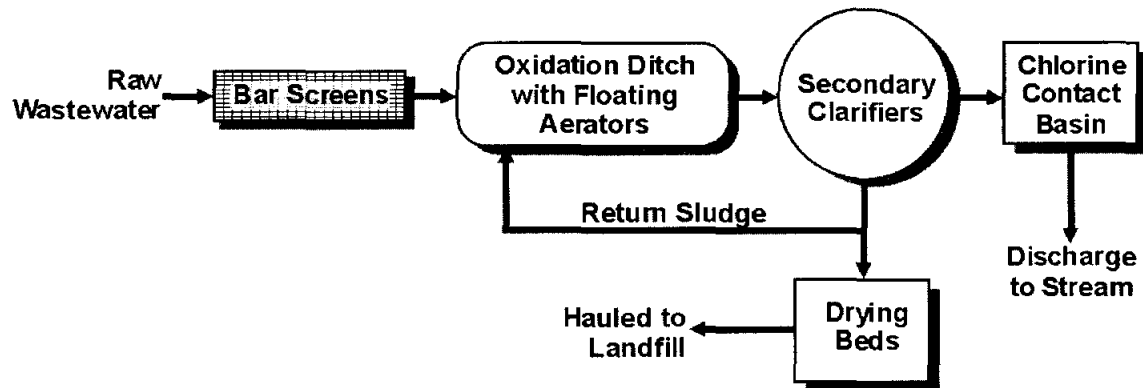 Raw
Wastewater
Bar Screens
Oxidation Ditch
with Floating
Aerators
Secondary
Clarifiers
Chlorine
Contact
Basin
Return Sludge
Discharge
to Stream
Drying
Beds
Hauled to
Landfill